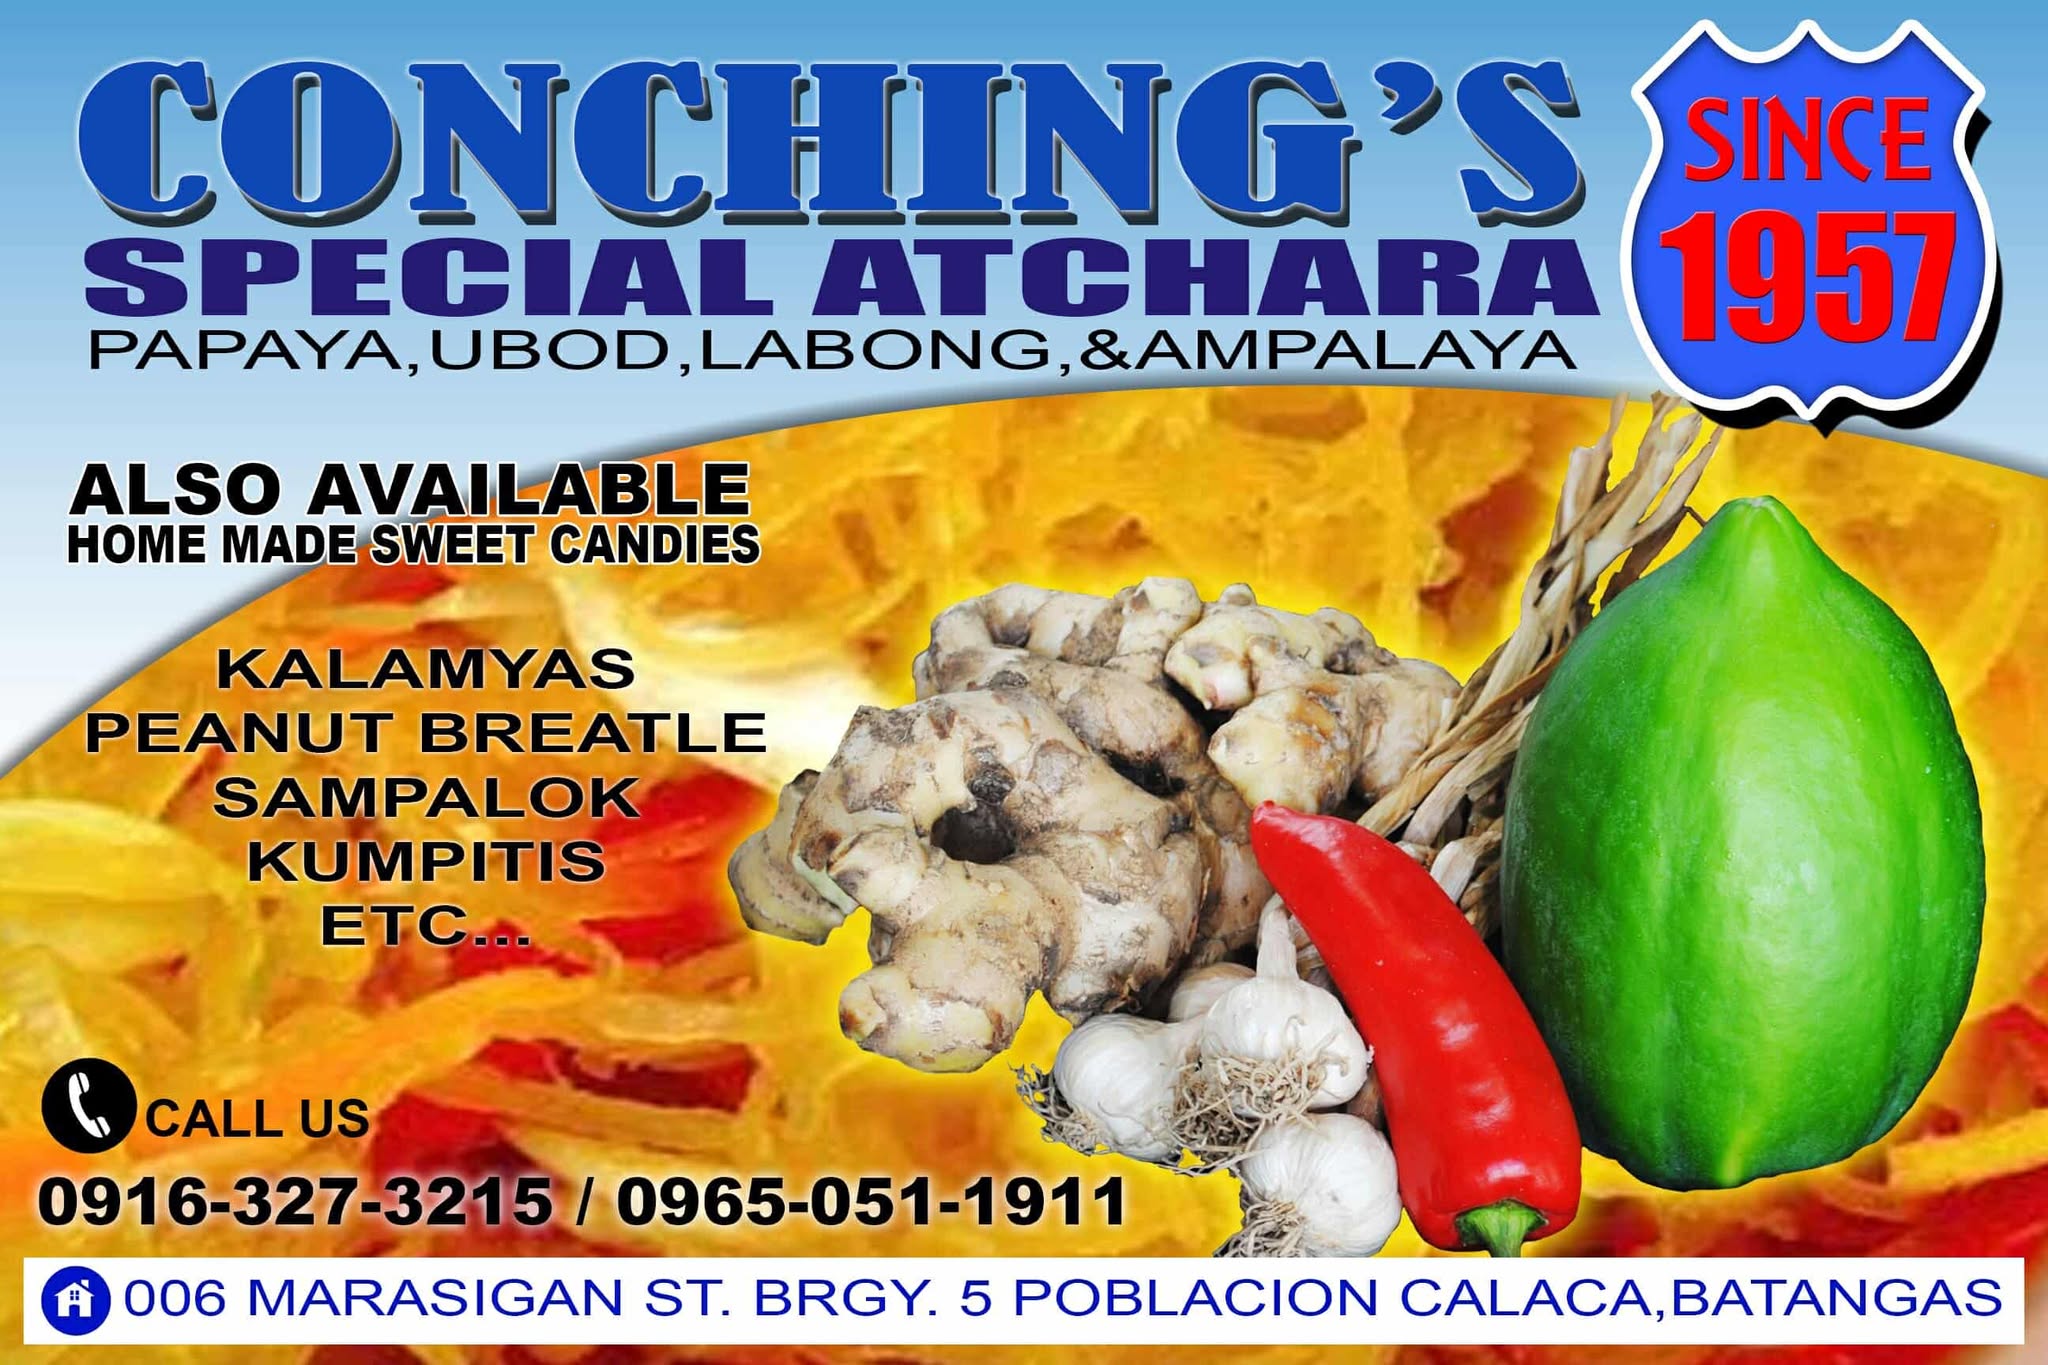 CONCHING'S
SPECIAL ATCHARA
PAPAYA,UBOD,LABONG,&AMPALAYA
SINCE
1957
ALSO AVAILABLE
HOME MADE SWEET CANDIES
KALAMYAS
PEANUT BREATLE
SAMPALOK
KUMPITIS
ETC...
CALL US
0916-327-3215 / 0965-051-1911
006 MARASIGAN ST. BRGY. 5 POBLACION CALACA,BATANGAS